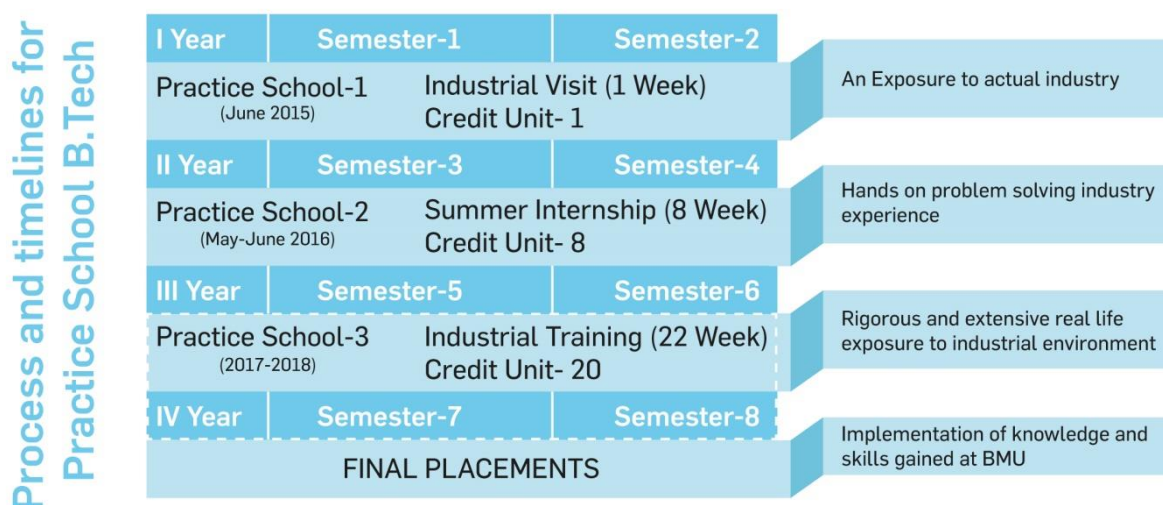 Process and timelines for
Practice School B.Tech
I Year Semester-1 Semester-2
Practice School-1 Industrial Visit (1 Week)
(June 2015) Credit Unit- 1
An Exposure to actual industry
II Year Semester-3 Semester-4
Practice School-2 Summer Internship (8 Week)
(May-June 2016) Credit Unit- 8
Hands on problem solving industry
experience
III Year Semester-5 Semester-6
Practice School-3 Industrial Training (22 Week)
(2017-2018) Credit Unit- 20
Rigorous and extensive real life
exposure to industrial environment
IV Year Semester-7 Semester-8
FINAL PLACEMENTS
Implementation of knowledge and
skills gained at BMU